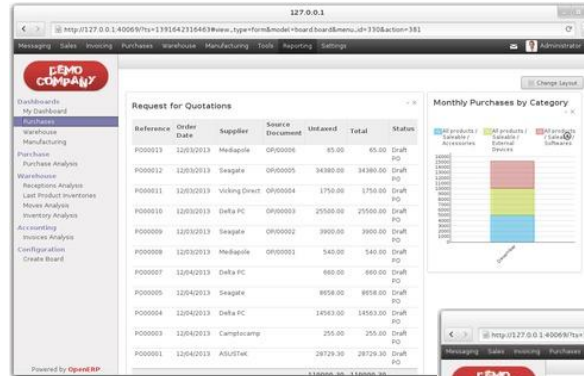 127.0.0.1
http://127.0.0.1:40069/?ts=1391642316463#view_type=form&model=board.board&menu_id=330&action=381
Messaging Sales Invoicing Purchases Warehouse Manufacturing Tools Reporting Settings Administrator
DEMO
COMPANY
Change Layout
Dashboards
My Dashboard
Purchases
Warehouse
Manufacturing
Purchase
Purchase Analysis
Warehouse
Receptions Analysis
Last Product Inventories
Moves Analysis
Inventory Analysis
Accounting
Invoices Analysis
Configuration
Create Board
Powered by OpenERP
Request for Quotations
Reference Order Date Supplier Source Document Untaxed Total Status
PO00013 12/03/2013 Mediapole OP/00006 65.00 65.00 Draft PO
PO00012 12/03/2013 Seagate OP/00005 34380.00 34380.00 Draft PO
PO00011 12/03/2013 Vicking Direct OP/00004 1750.00 1750.00 Draft PO
PO00010 12/03/2013 Delta PC OP/00003 25500.00 25500.00 Draft PO
PO00009 12/03/2013 Seagate OP/00002 3900.00 3900.00 Draft PO
PO00008 12/03/2013 Mediapole OP/00001 540.00 540.00 Draft PO
PO00007 12/04/2013 Delta PC 660.00 660.00 Draft PO
PO00005 12/04/2013 Seagate 8658.00 8658.00 Draft PO
PO00004 12/04/2013 Delta PC 14563.00 14563.00 Draft PO
PO00003 12/04/2013 Camptocamp 255.00 255.00 Draft PO
PO00001 12/04/2013 ASUSTeK 28729.30 28729.30 Draft PO
Monthly Purchases by Category
All products / Saleable / Accessories
All products / Saleable / External Devices
All products / Saleable / Softwares
http://127.0.0.1:40069/?ts=
Messaging Sales Invoicing Purchases
DEMO